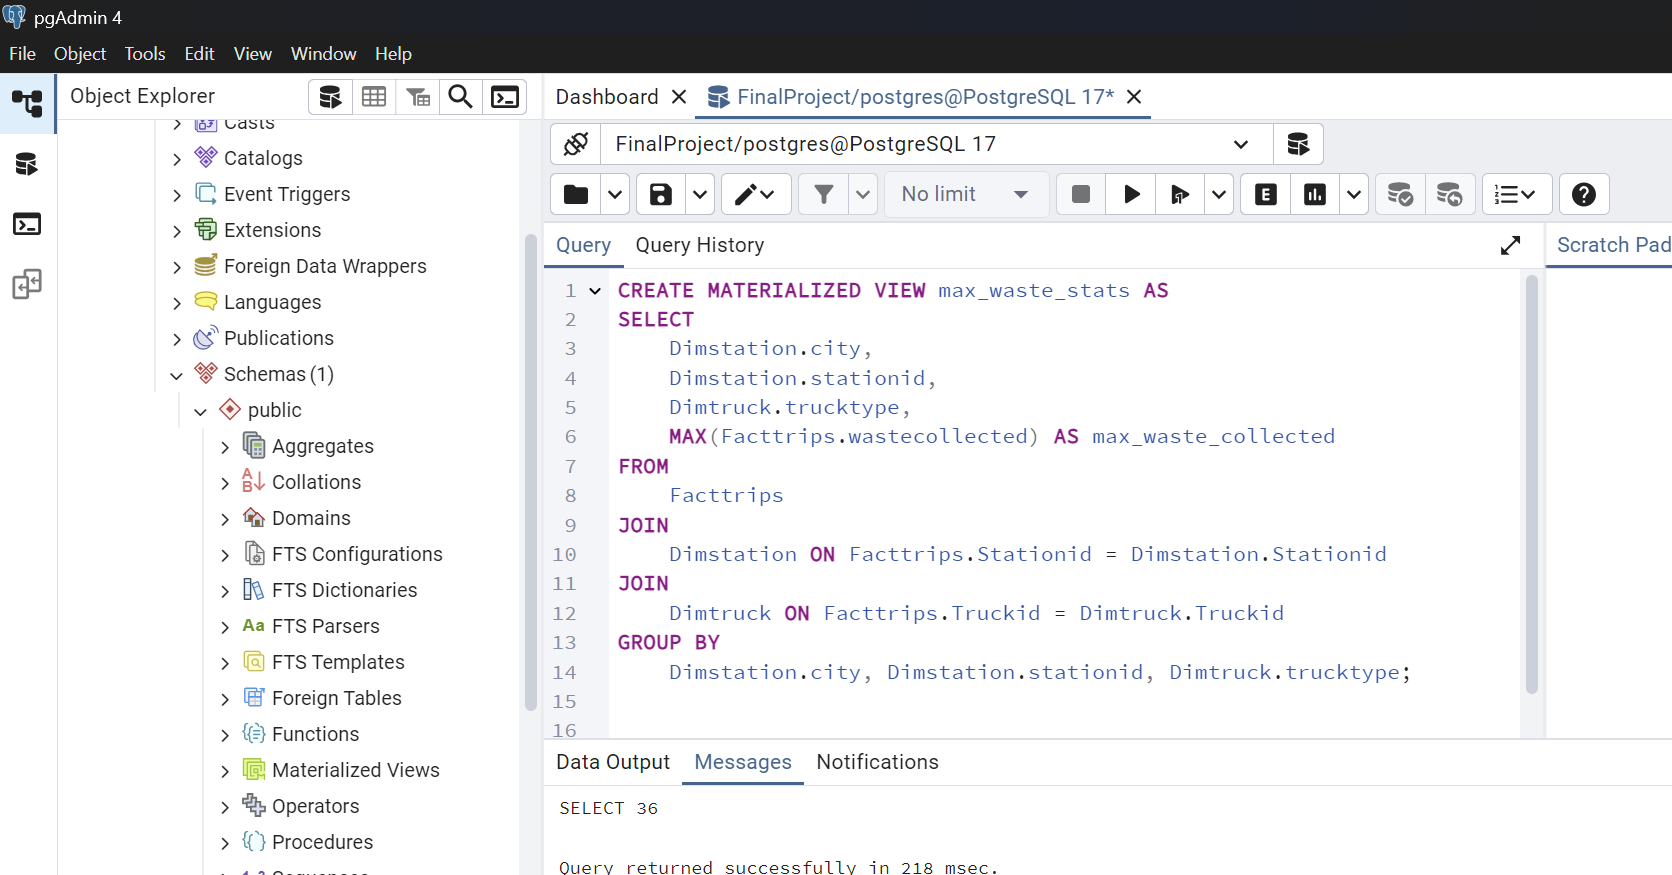 pgAdmin 4
File Object Tools Edit View Window Help
Object Explorer
Casts
Catalogs
Event Triggers
Extensions
Foreign Data Wrappers
Languages
Publications
Schemas (1)
public
Aggregates
Collations
Domains
FTS Configurations
FTS Dictionaries
Aa FTS Parsers
FTS Templates
Foreign Tables
Functions
Materialized Views
Operators
Procedures
Sequences
Dashboard FinalProject/postgres@PostgreSQL 17*
FinalProject/postgres@PostgreSQL 17
No limit
Query Query History
Scratch Pad
1 CREATE MATERIALIZED VIEW max_waste_stats AS
2 SELECT
3 Dimstation.city,
4 Dimstation.stationid,
5 Dimtruck.trucktype,
6 MAX(Facttrips.wastecollected) AS max_waste_collected
7 FROM
8 Facttrips
9 JOIN
10 Dimstation ON Facttrips.Stationid = Dimstation.Stationid
11 JOIN
12 Dimtruck ON Facttrips.Truckid = Dimtruck.Truckid
13 GROUP BY
14 Dimstation.city, Dimstation.stationid, Dimtruck.trucktype;
15
16
Data Output Messages Notifications
SELECT 36
Query returned successfully in 218 msec.